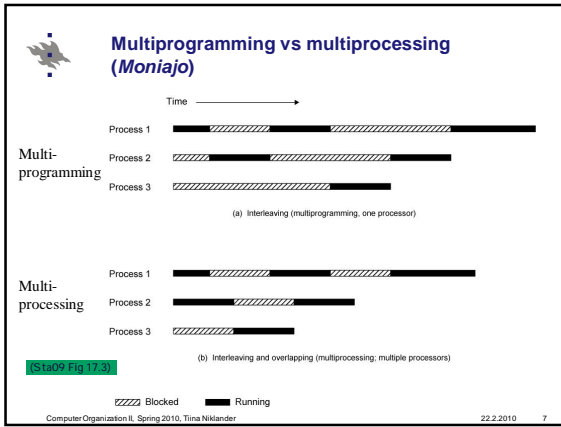 Multiprogramming vs multiprocessing
(Moniajo)
Time
Process 1
Multi-
programming
Process 2
Process 3
(a) Interleaving (multiprogramming, one processor)
Process 1
Multi-
processing
Process 2
Process 3
(b) Interleaving and overlapping (multiprocessing; multiple processors)
(Sta09 Fig 17.3)
Blocked
Running
Computer Organization II, Spring 2010, Tiina Niklander
22.2.2010
7